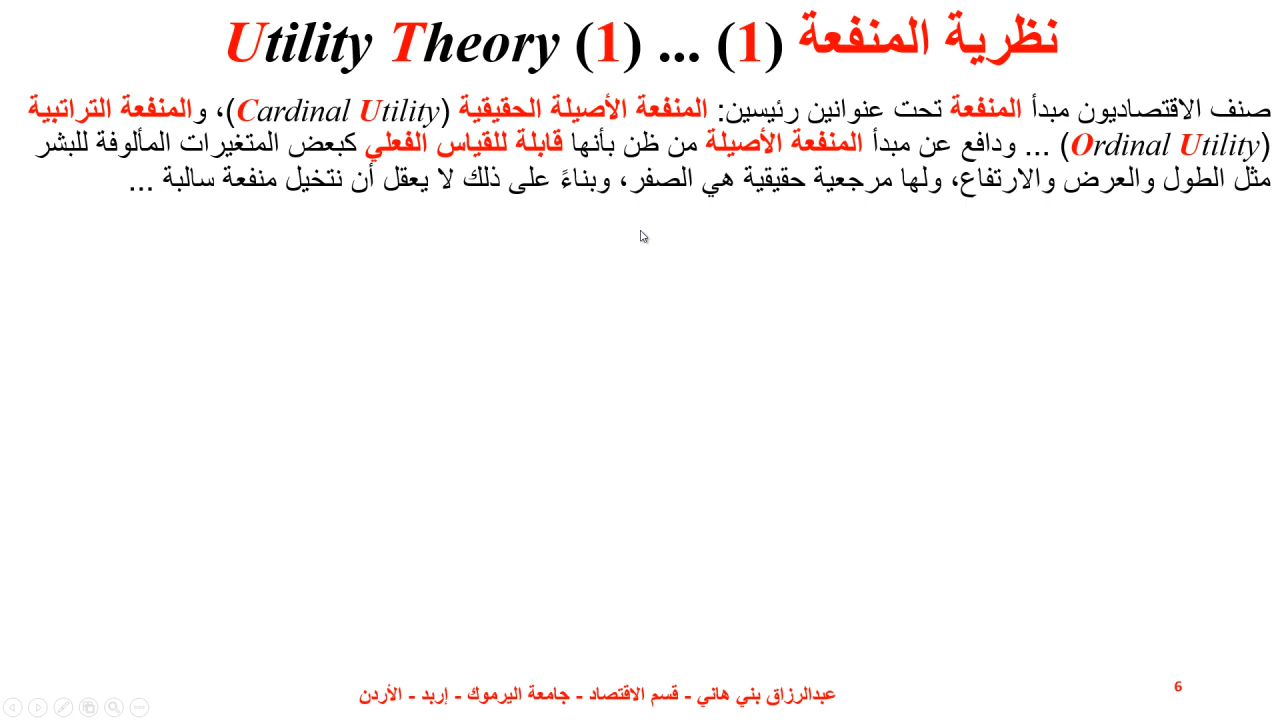 نظرية المنفعة (1) ... Utility Theory (1)
صنف الاقتصاديون مبدأ المنفعة تحت عنوانين رئيسين: المنفعة الأصيلة الحقيقية (Cardinal Utility)، والمنفعة التراتبية
(Ordinal Utility) ... ودافع عن مبدأ المنفعة الأصيلة من ظن بأنها قابلة للقياس الفعلي كبعض المتغيرات المألوفة للبشر
مثل الطول والعرض والارتفاع، ولها مرجعية حقيقية هي الصفر، وبناءً على ذلك لا يعقل أن نتخيل منفعة سالبة ...
عبدالرزاق بني هاني - قسم الاقتصاد - جامعة اليرموك - إربد - الأردن
6